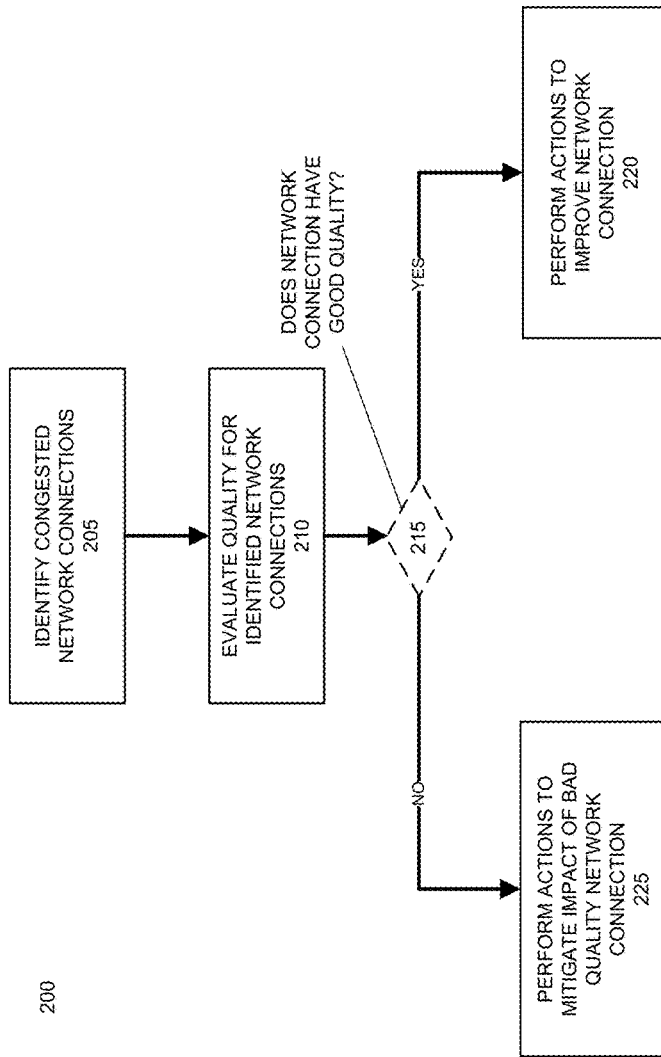 200
IDENTIFY CONGESTED
NETWORK CONNECTIONS
205
EVALUATE QUALITY FOR
IDENTIFIED NETWORK
CONNECTIONS
210
DOES NETWORK
CONNECTION HAVE
GOOD QUALITY?
215
NO
YES
PERFORM ACTIONS TO
MITIGATE IMPACT OF BAD
QUALITY NETWORK
CONNECTION
225
PERFORM ACTIONS TO
IMPROVE NETWORK
CONNECTION
220